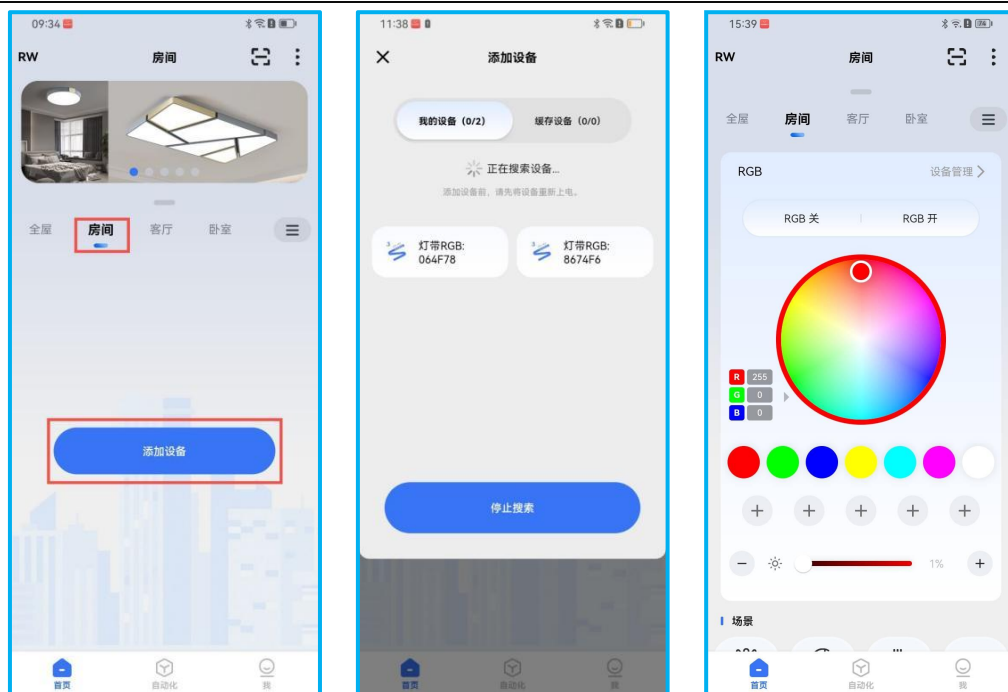 09:34
RW
房间
全屋
房间
客厅
卧室
添加设备
首页
自动化
我
11:38
添加设备
我的设备（0/2）
缓存设备（0/0）
正在搜索设备...
添加设备前，请先将设备重新上电。
灯带RGB:
064F78
灯带RGB:
8674F6
停止搜索
首页
自动化
我
15:39
RW
房间
全屋
房间
客厅
卧室
RGB
设备管理
RGB 关
RGB 开
R 255
G 0
B 0
1%
场景
首页
自动化
我